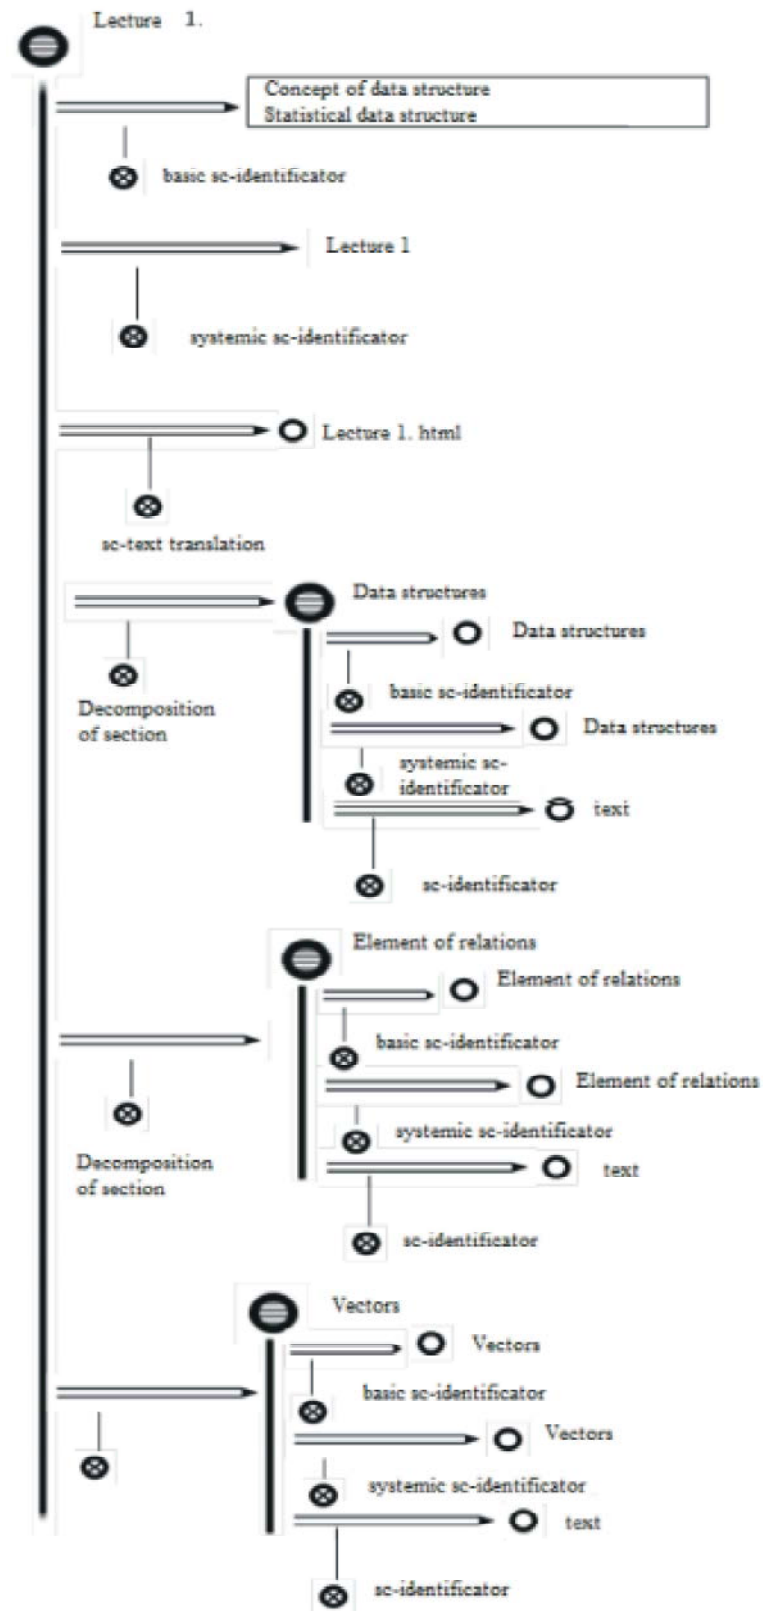 Lecture 1.
Concept of data structure
Statistical data structure
basic sc-identificator
Lecture 1
systemic sc-identificator
Lecture 1. html
sc-text translation
Data structures
Data structures
basic sc-identificator
Decomposition
of section
Data structures
systemic sc-
identificator
text
sc-identificator
Element of relations
Element of relations
basic sc-identificator
Element of relations
systemic sc-identificator
Decomposition
of section
text
sc-identificator
Vectors
Vectors
basic sc-identificator
Vectors
systemic sc-identificator
text
sc-identificator